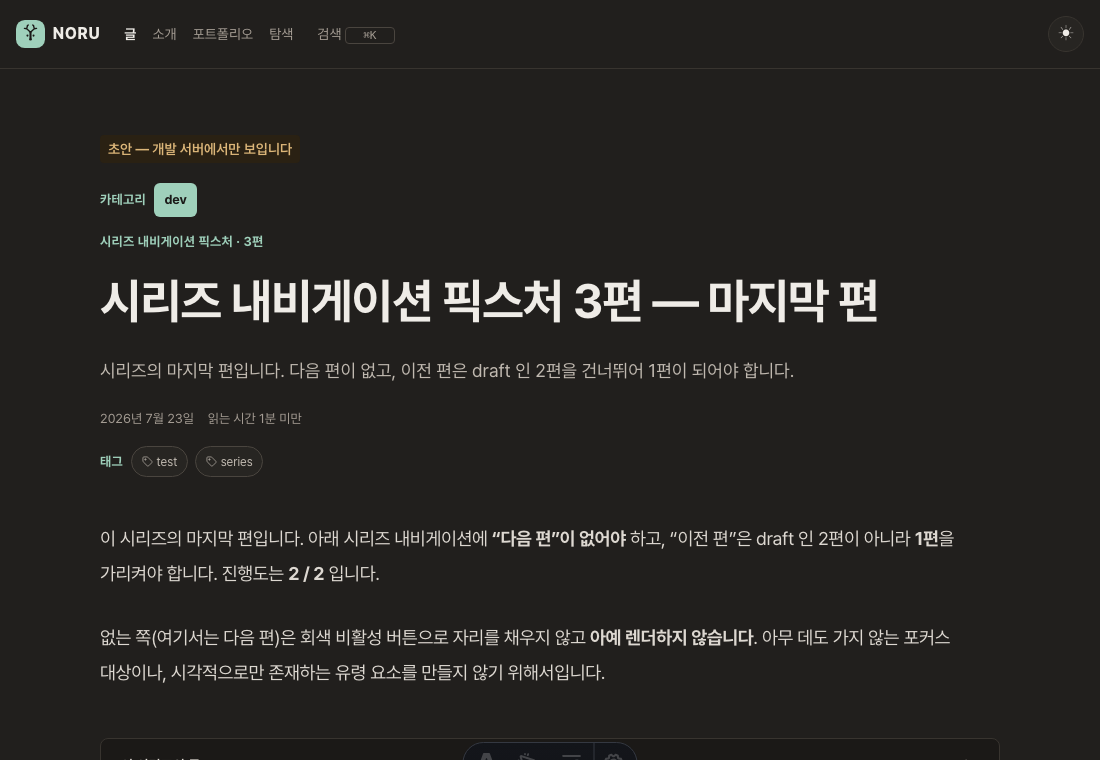 NORU 글 소개 포트폴리오 탐색 검색 ⌘K
초안 — 개발 서버에서만 보입니다
카테고리 dev
시리즈 내비게이션 픽스처 · 3편
시리즈 내비게이션 픽스처 3편 — 마지막 편
시리즈의 마지막 편입니다. 다음 편이 없고, 이전 편은 draft 인 2편을 건너뛰어 1편이 되어야 합니다.
2026년 7월 23일 읽는 시간 1분 미만
태그 test series
이 시리즈의 마지막 편입니다. 아래 시리즈 내비게이션에 “다음 편”이 없어야 하고, “이전 편”은 draft 인 2편이 아니라 1편을
가리켜야 합니다. 진행도는 2 / 2 입니다.
없는 쪽(여기서는 다음 편)은 회색 비활성 버튼으로 자리를 채우지 않고 아예 렌더하지 않습니다. 아무 데도 가지 않는 포커스
대상이나, 시각적으로만 존재하는 유령 요소를 만들지 않기 위해서입니다.